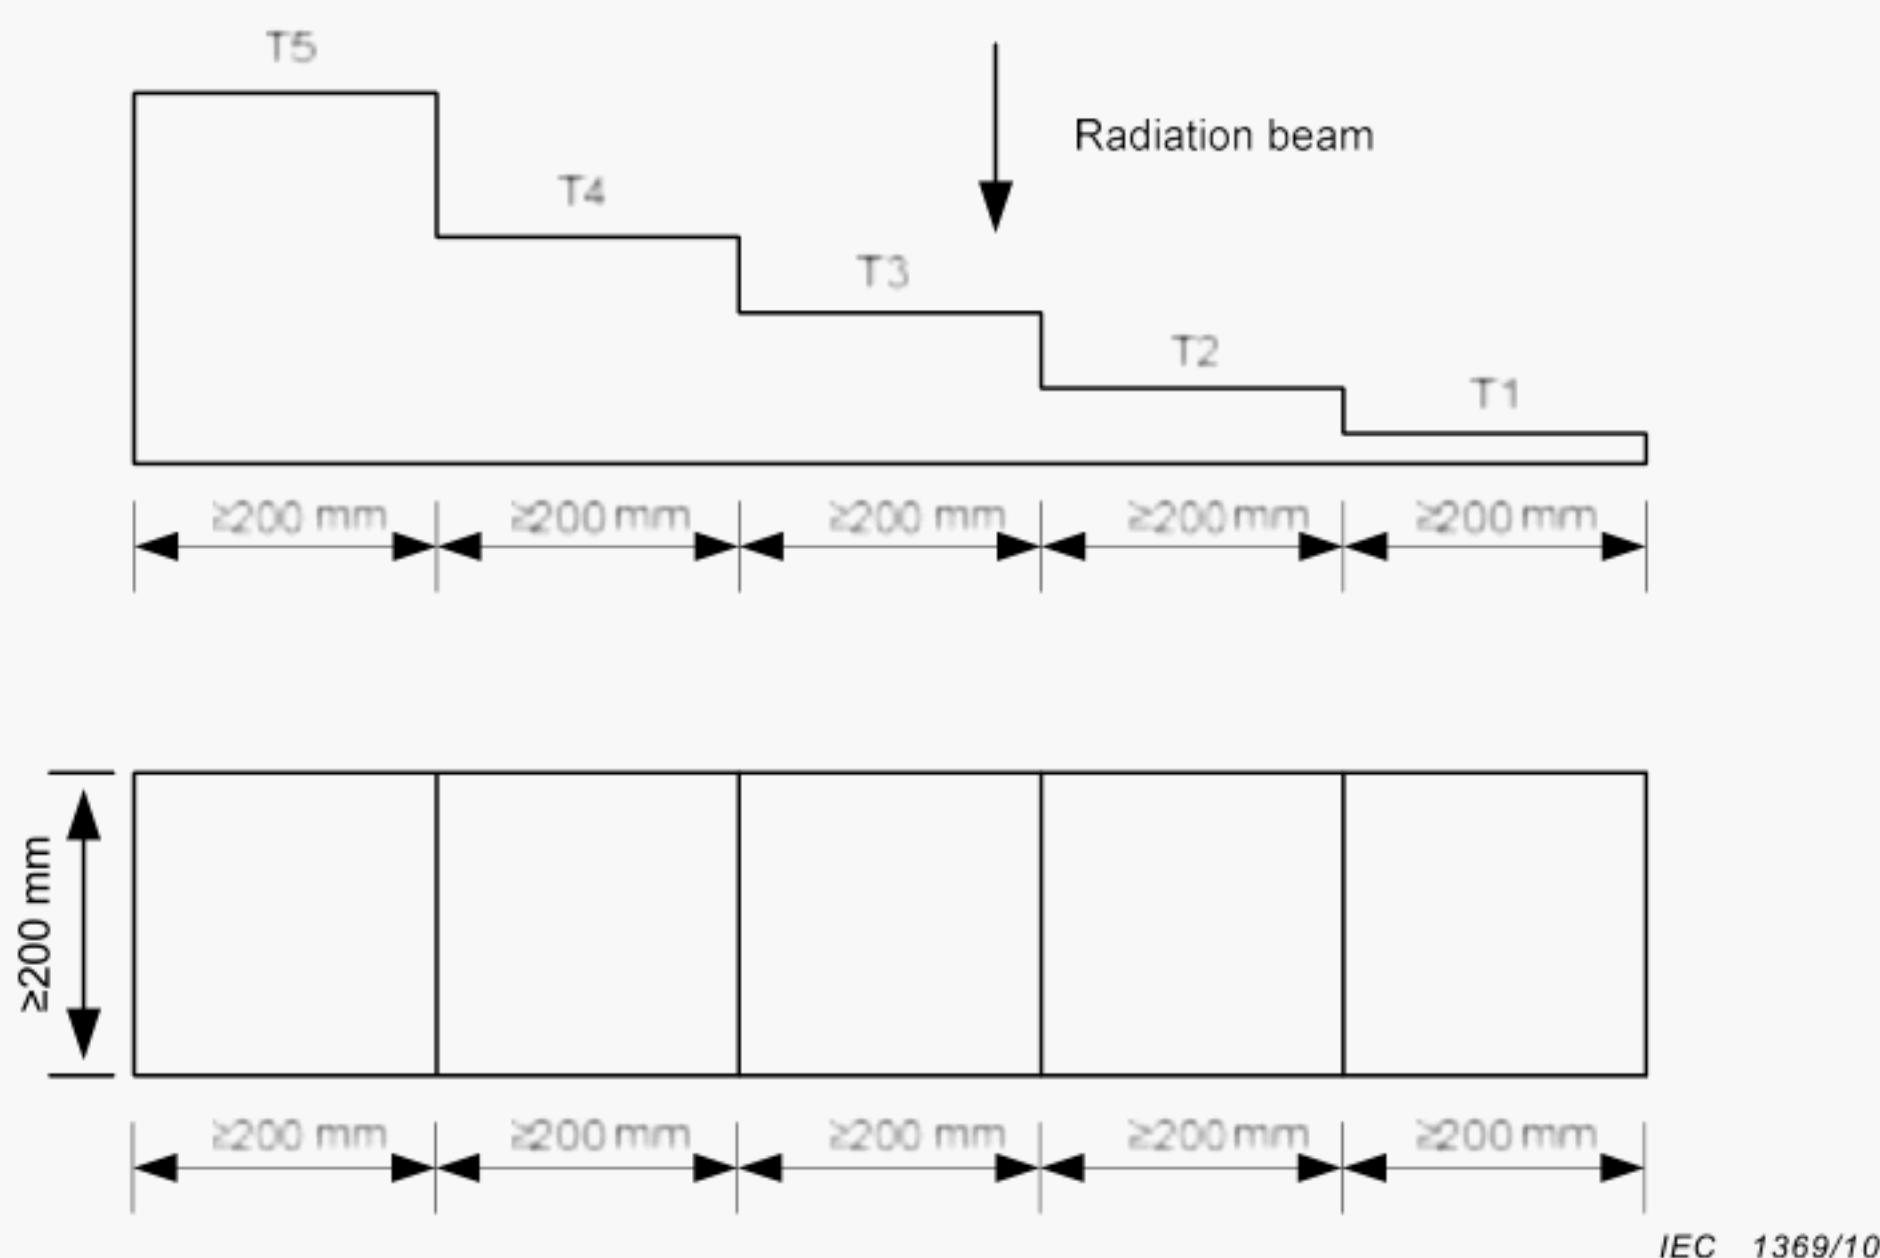 T5
Radiation beam
T4
T3
T2
T1
≥200 mm ≥200 mm ≥200 mm ≥200 mm ≥200 mm
≥200 mm
≥200 mm ≥200 mm ≥200 mm ≥200 mm ≥200 mm
IEC 1369/10